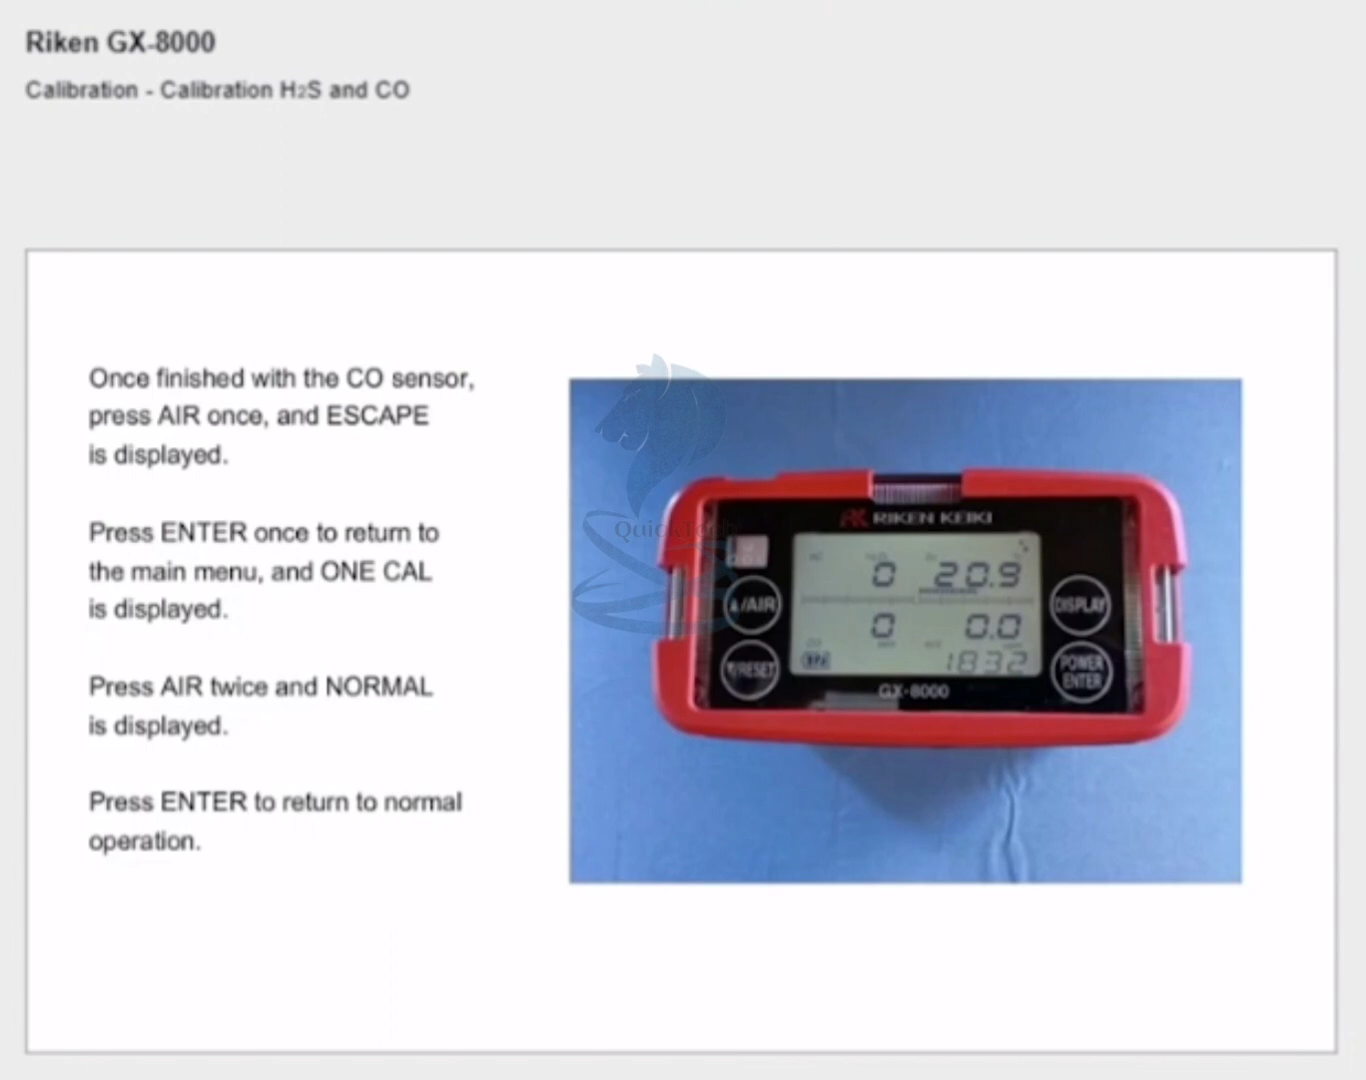 Riken GX-8000
Calibration - Calibration H2S and CO
Once finished with the CO sensor,
press AIR once, and ESCAPE
is displayed.
Press ENTER once to return to
the main menu, and ONE CAL
is displayed.
Press AIR twice and NORMAL
is displayed.
Press ENTER to return to normal
operation.
RIKEN KEIKI
0 20.9
▲/AIR
DISPLAY
0 0.0
▼/RESET
1832
POWER
ENTER
GX-8000